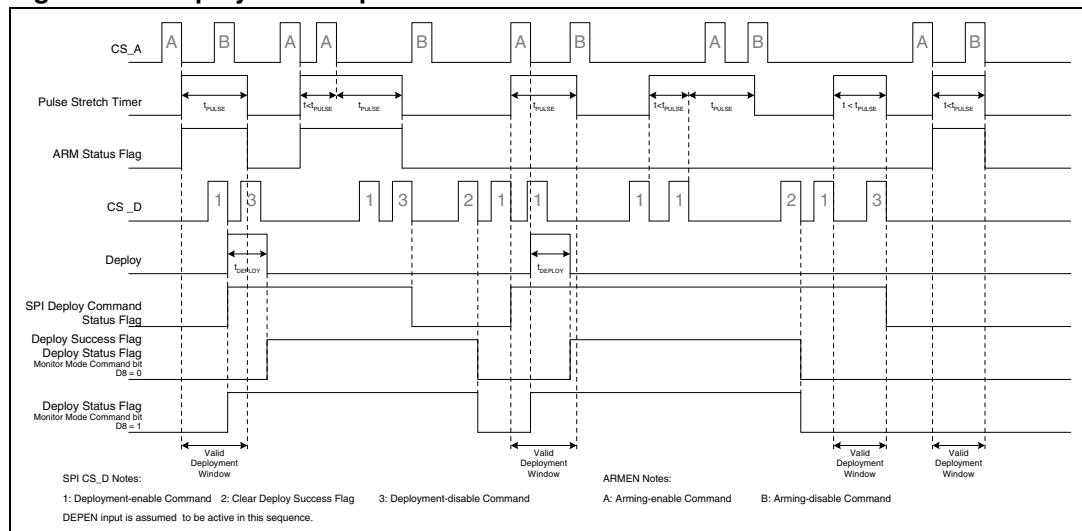 A B A A B A B A B A B
CS_A
Pulse Stretch Timer
tPULSE t<tPULSE tPULSE tPULSE t<tPULSE tPULSE t < tPULSE t<tPULSE
ARM Status Flag
CS _D
1 3 1 3 2 1 1 1 1 2 1 3
Deploy
tDEPLOY tDEPLOY
SPI Deploy Command
Status Flag
Deploy Success Flag
Deploy Status Flag
Monitor Mode Command bit
D8 = 0
Deploy Status Flag
Monitor Mode Command bit
D8 = 1
Valid Deployment Window
Valid Deployment Window
Valid Deployment Window
Valid Deployment Window
SPI CS_D Notes:
ARMEN Notes:
1: Deployment-enable Command 2: Clear Deploy Success Flag 3: Deployment-disable Command
A: Arming-enable Command B: Arming-disable Command
DEPEN input is assumed to be active in this sequence.